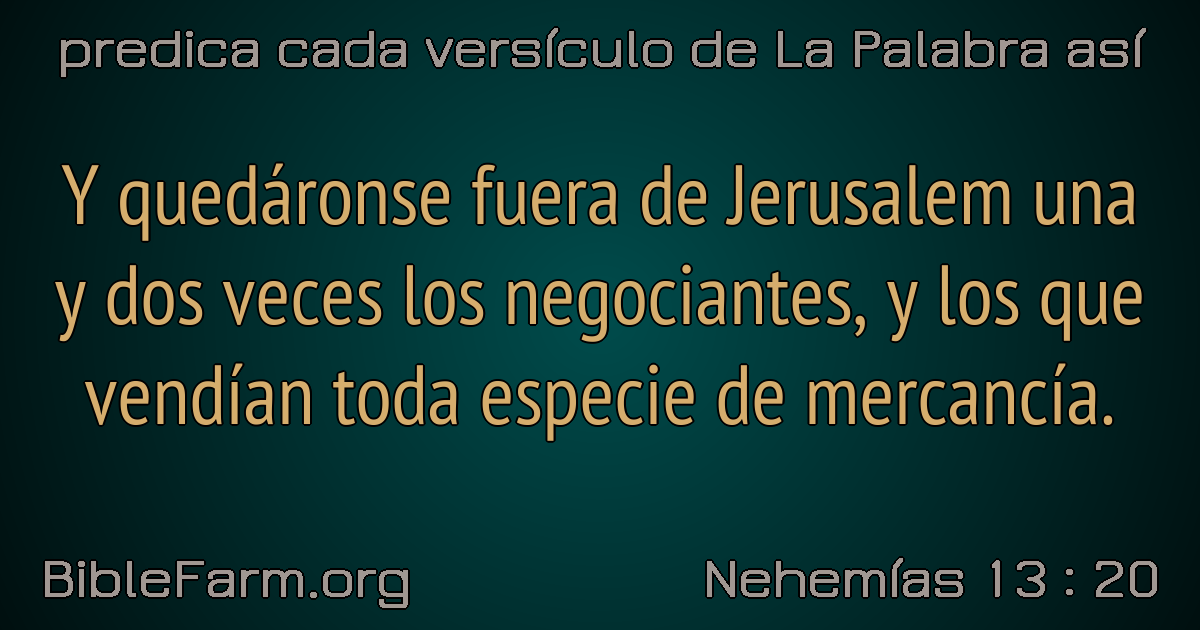 predica cada versículo de La Palabra así
Y quedáronse fuera de Jerusalem una
y dos veces los negociantes, y los que
vendían toda especie de mercancía.
BibleFarm.org
Nehemías 13 : 20